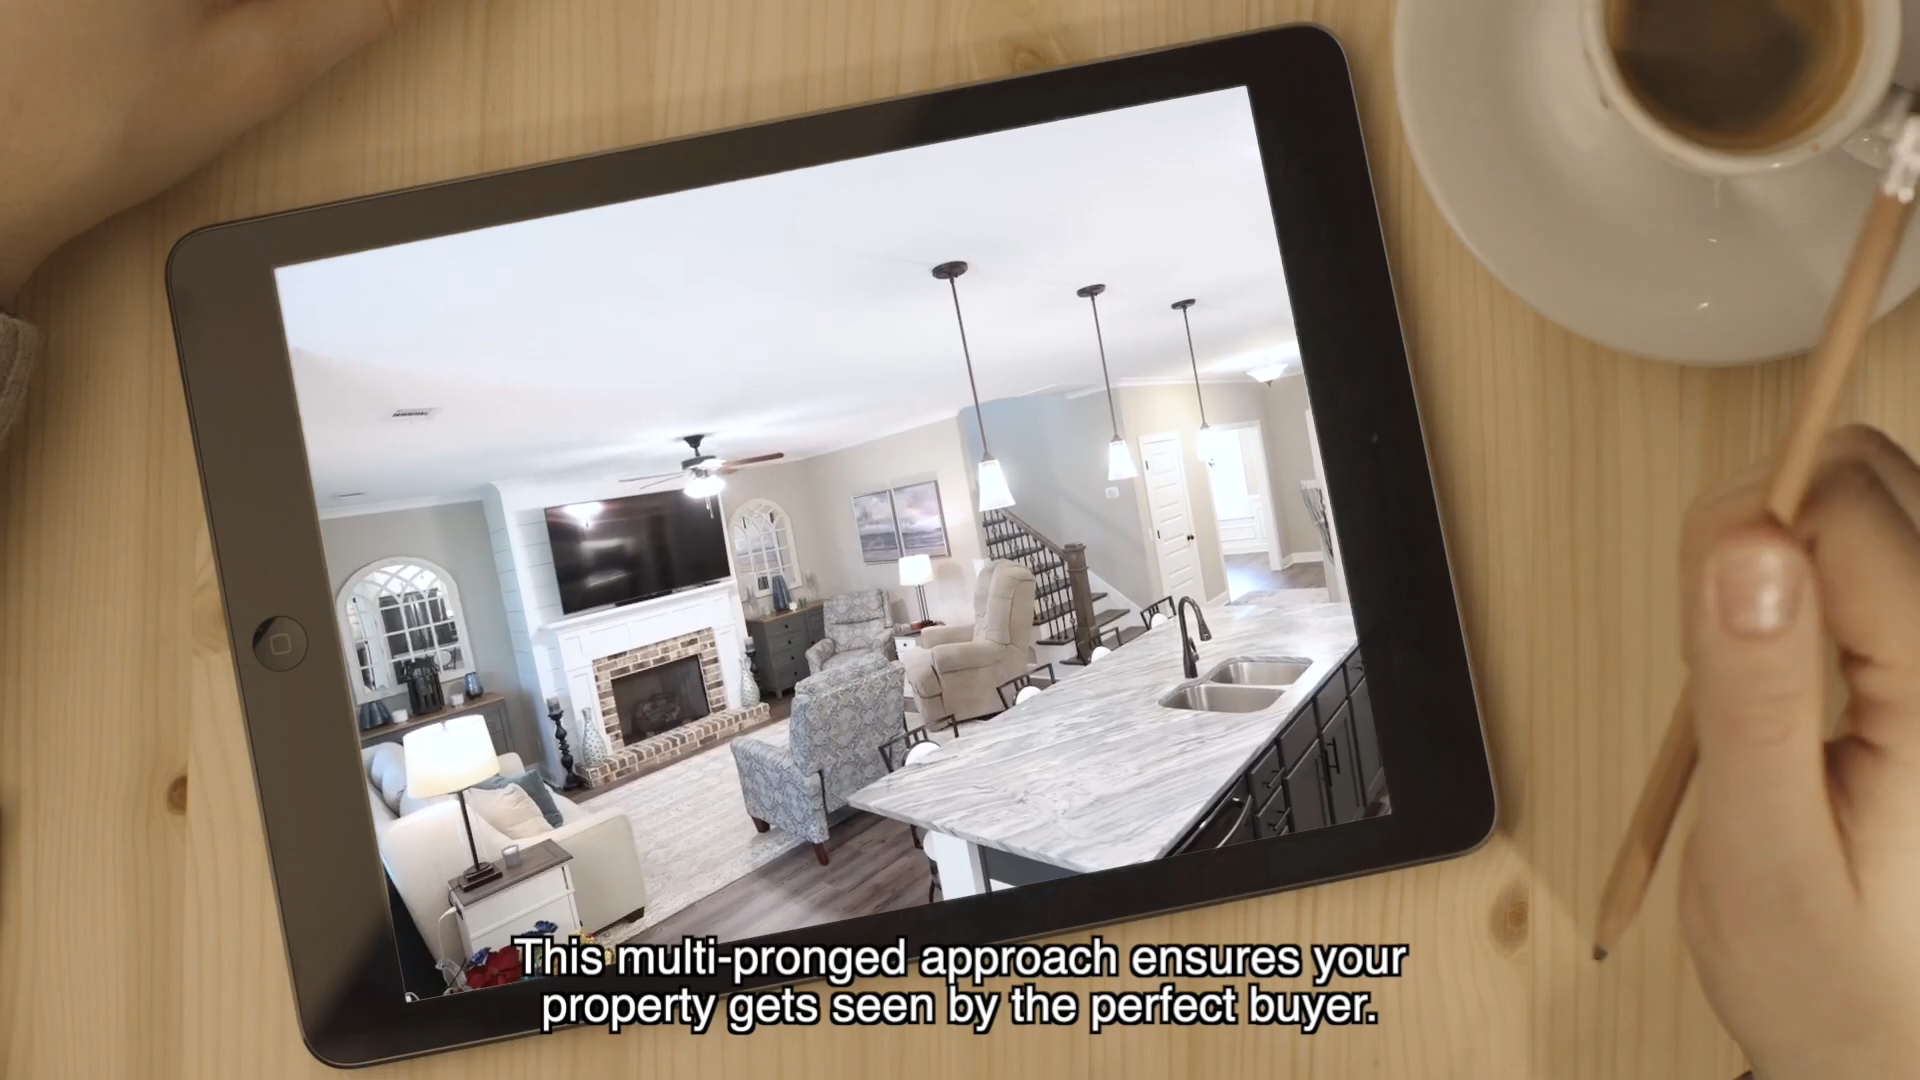 This multi-pronged approach ensures your
property gets seen by the perfect buyer.